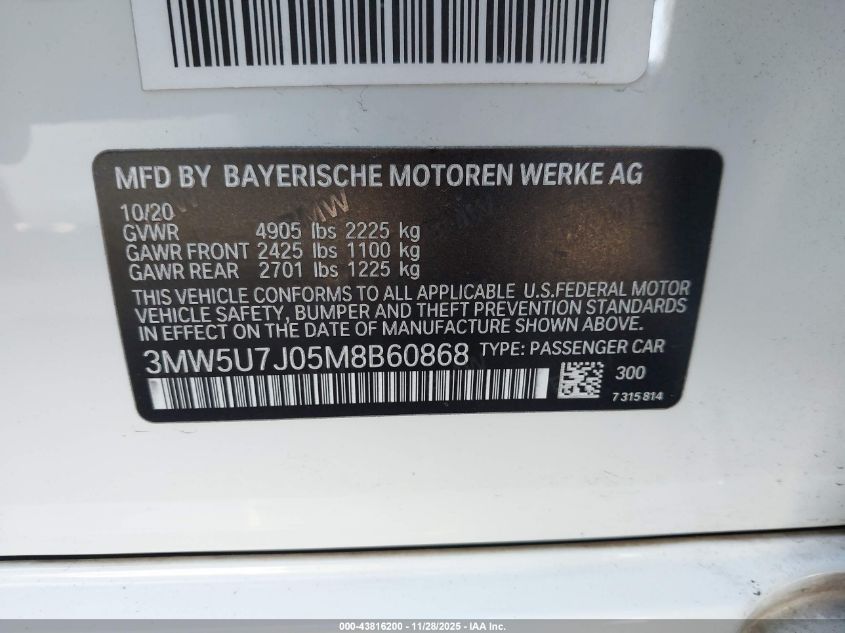 MFD BY BAYERISCHE MOTOREN WERKE AG
10/20
GVWR 4905 lbs 2225 kg
GAWR FRONT 2425 lbs 1100 kg
GAWR REAR 2701 lbs 1225 kg
THIS VEHICLE CONFORMS TO ALL APPLICABLE U.S.FEDERAL MOTOR
VEHICLE SAFETY, BUMPER AND THEFT PREVENTION STANDARDS
IN EFFECT ON THE DATE OF MANUFACTURE SHOWN ABOVE.
3MW5U7J05M8B60868 TYPE: PASSENGER CAR
300
7 315 814
000-43816200 - 11/28/2025 - IAA Inc.